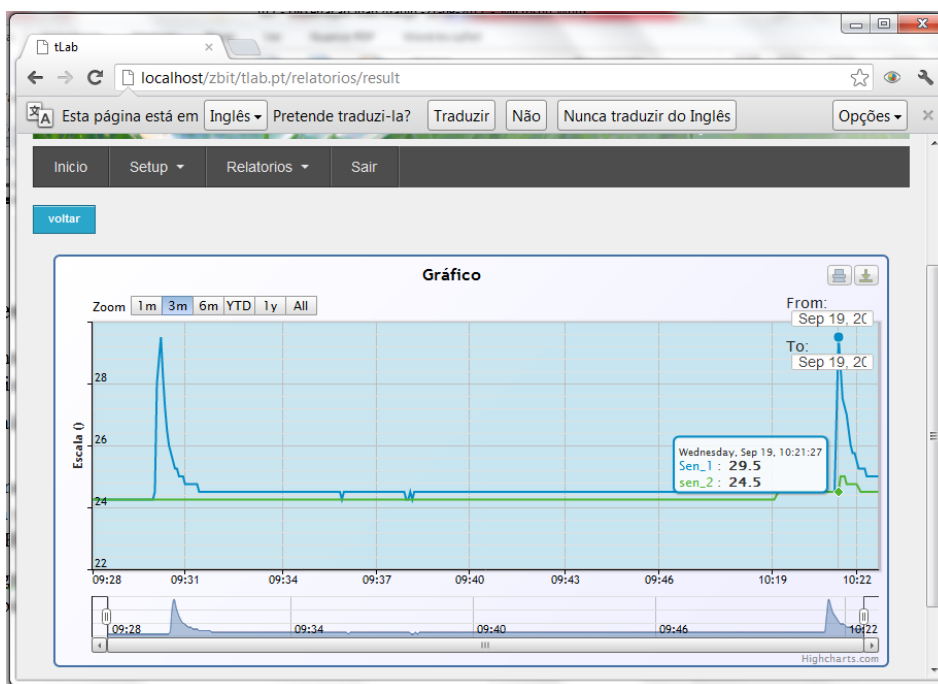 tLab
localhost/zbit/tlab.pt/relatorios/result
Esta página está em Inglês Pretende traduzi-la? Traduzir Não Nunca traduzir do Inglês Opções
Inicio Setup Relatorios Sair
voltar
Gráfico
Zoom 1m 3m 6m YTD 1y All
From:
Sep 19, 20
To:
Sep 19, 20
28
26
24
22
Escala ()
Wednesday, Sep 19, 10:21:27
Sen_1 : 29.5
sen_2 : 24.5
09:28 09:31 09:34 09:37 09:40 09:43 09:46 10:19 10:22
09:28 09:34 09:40 09:46 10:22
Highcharts.com